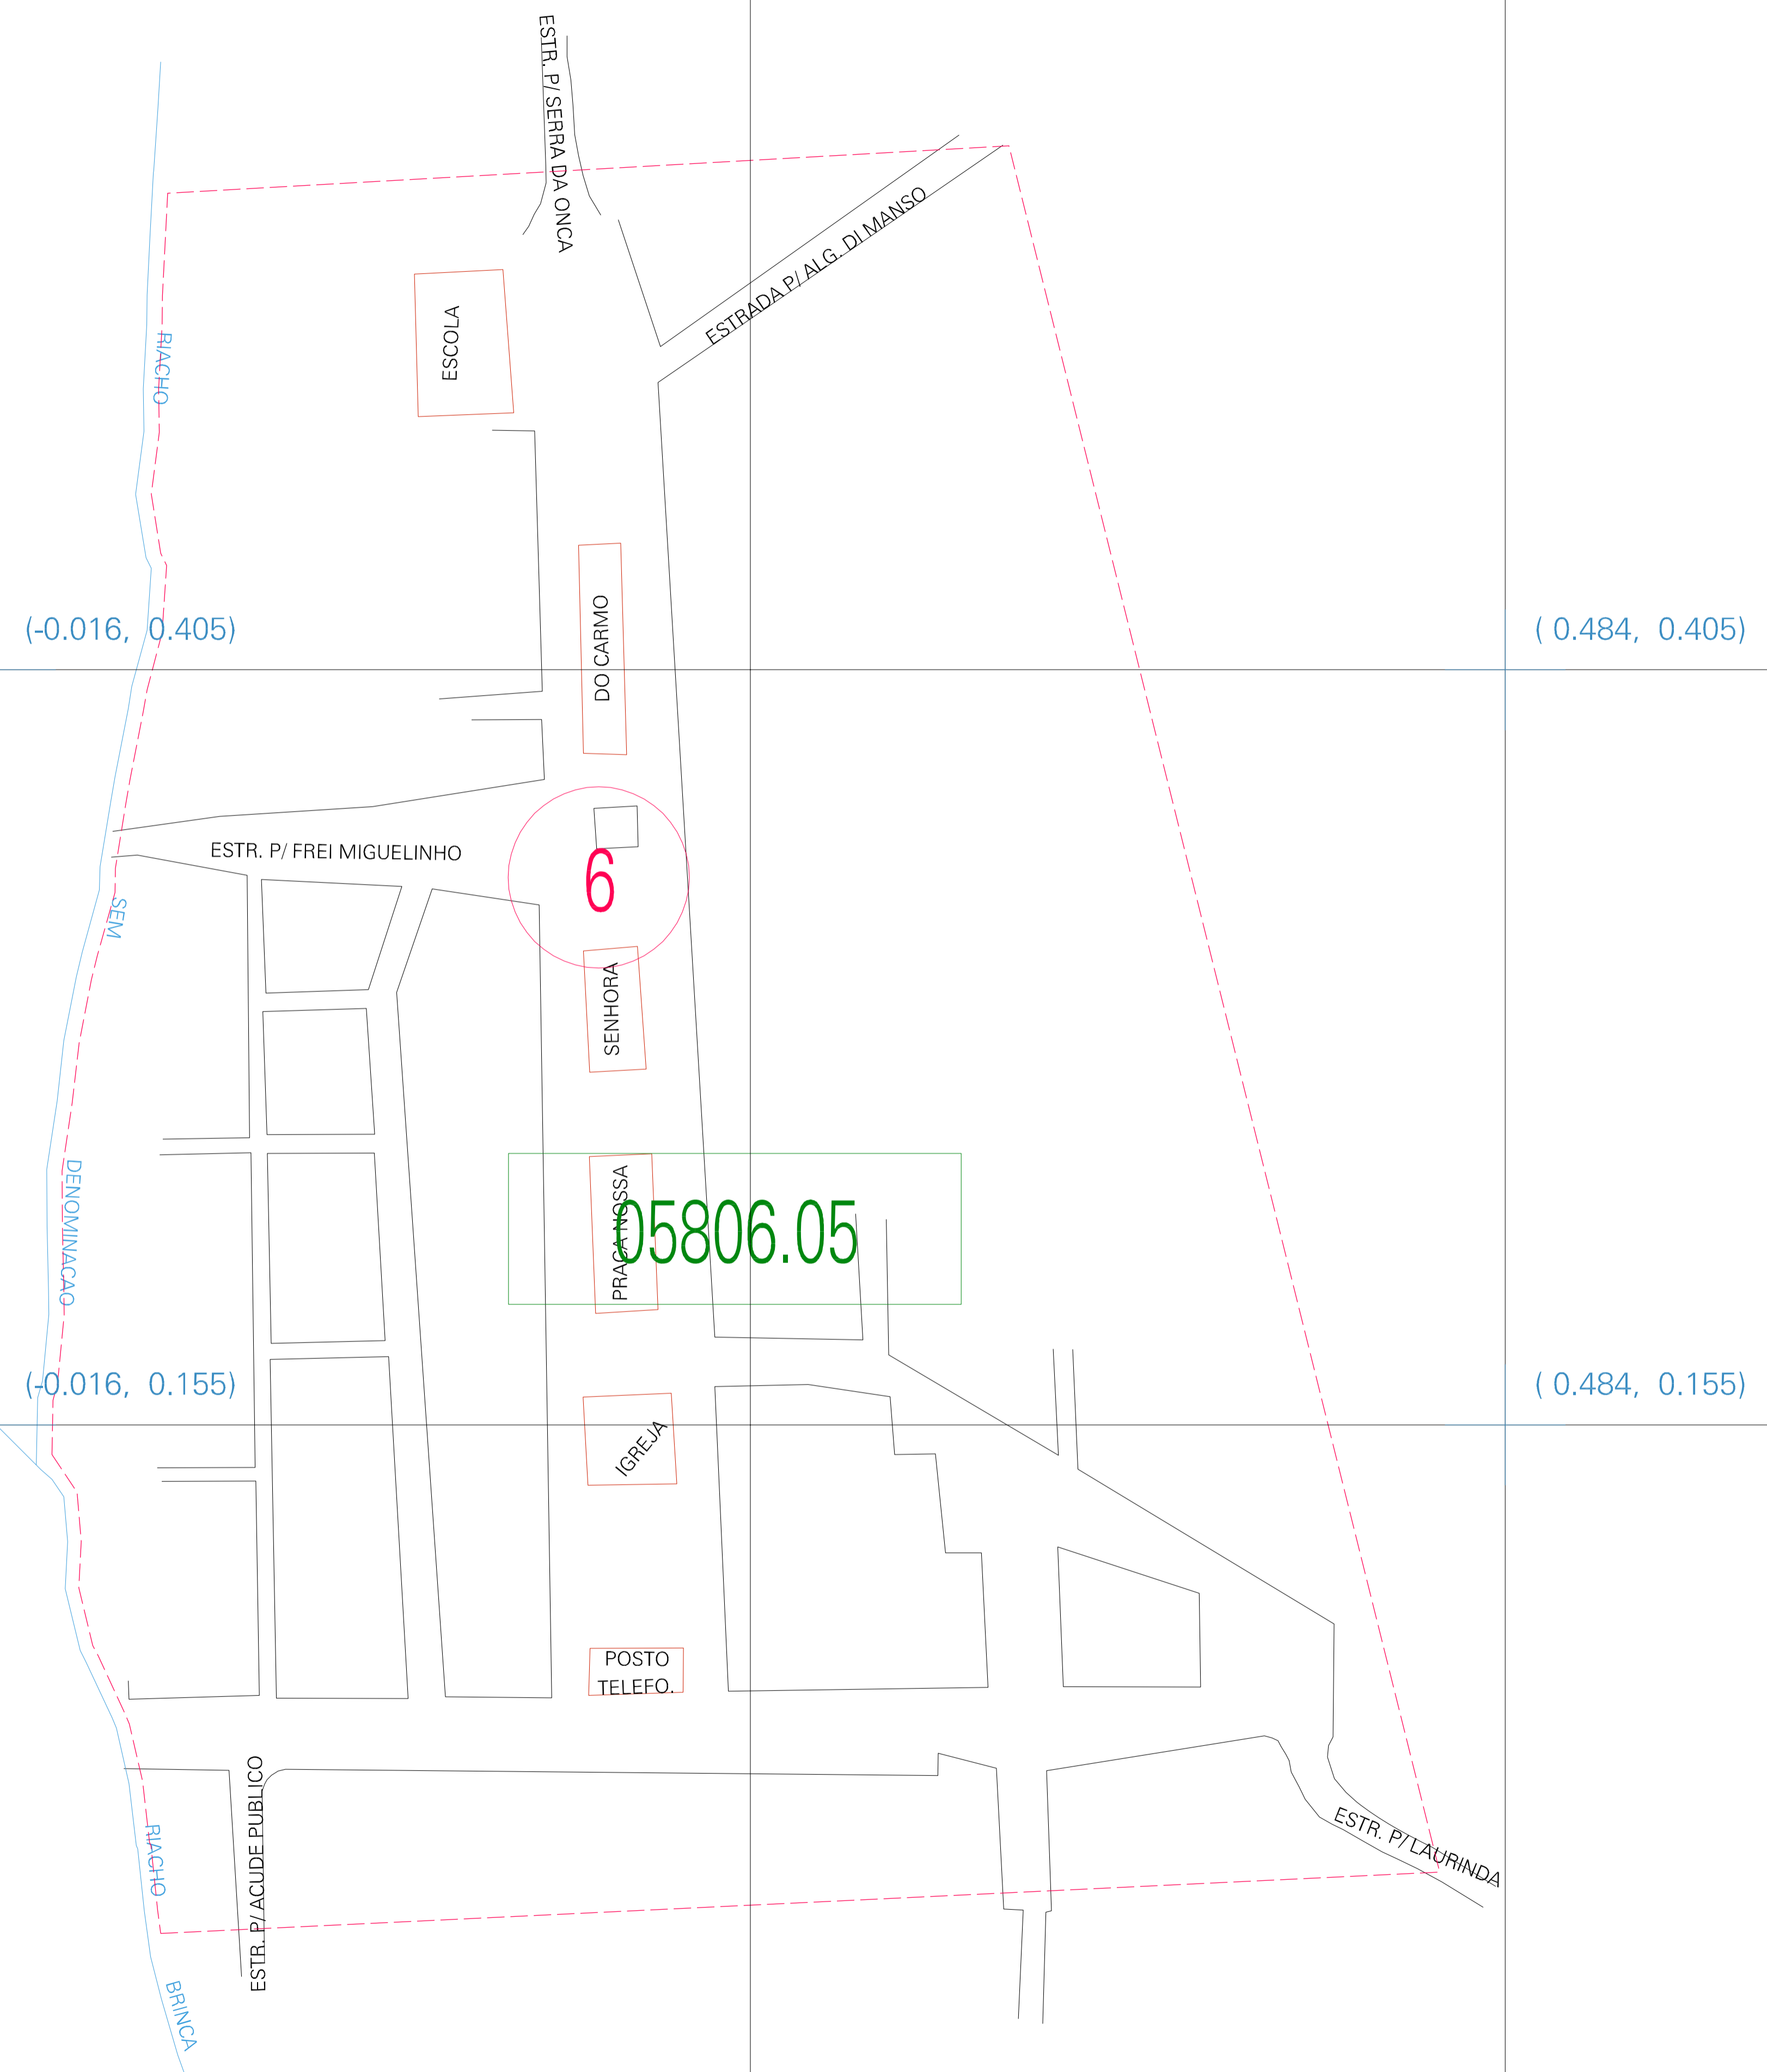 ESTR. P/ SERRA DA ONCA
ESTRADA P/ ALG. DI MANSO
ESCOLA
RIACHO
DO CARMO
(-0.016, 0.405)
( 0.484, 0.405)
ESTR. P/ FREI MIGUELINHO
6
SEM
SENHORA
DENOMINACAO
PRACA NOSSA
05806.05
(-0.016, 0.155)
( 0.484, 0.155)
IGREJA
POSTO
TELEFO.
ESTR. P/ ACUDE PUBLICO
RIACHO
ESTR. P/ LAURINDA
BRINCA